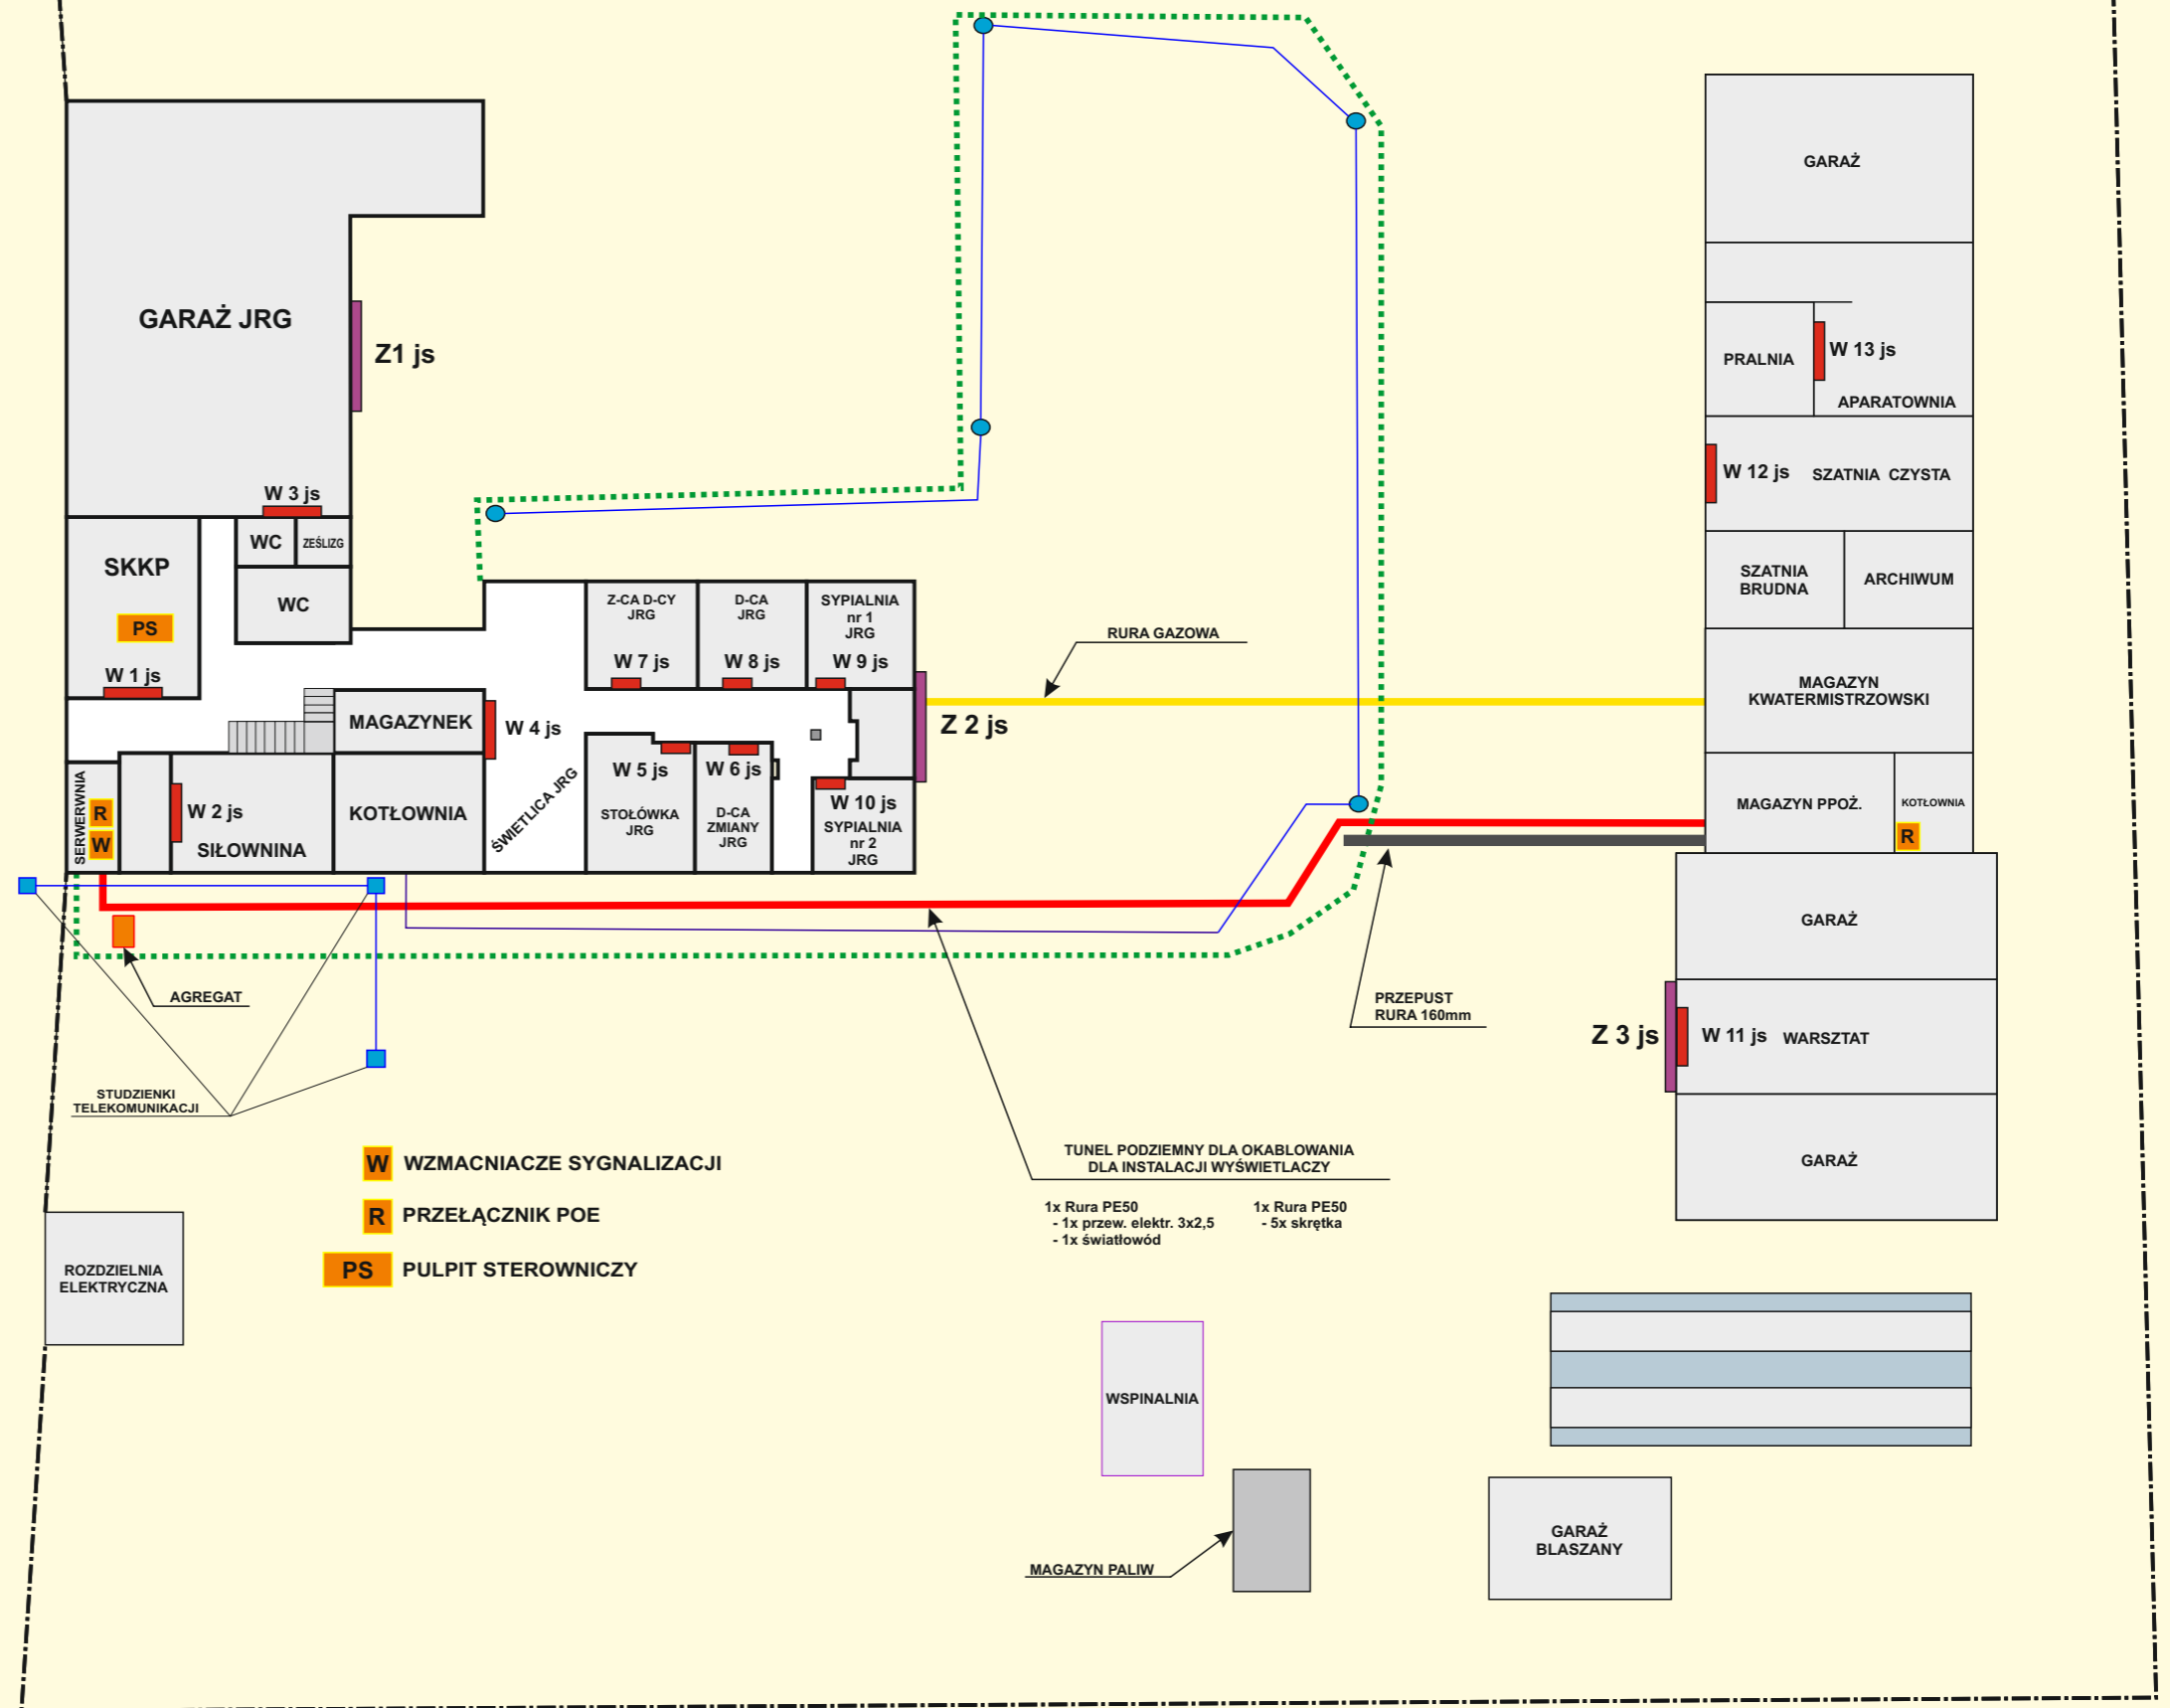 GARAŻ JRG
Z1 js
W 3 js
WC
ZEŚLIZG
SKKP
WC
PS
W 1 js
MAGAZYNEK
W 4 js
SERWERWNIA
R
W
W 2 js
SIŁOWNINA
KOTŁOWNIA
ŚWIETLICA JRG
Z-CA D-CY
JRG
W 7 js
D-CA
JRG
W 8 js
SYPIALNIA
nr 1
JRG
W 9 js
Z 2 js
W 5 js
STOŁÓWKA
JRG
W 6 js
D-CA
ZMIANY
JRG
W 10 js
SYPIALNIA
nr 2
JRG
RURA GAZOWA
GARAŻ
PRALNIA
W 13 js
APARATOWNIA
W 12 js
SZATNIA CZYSTA
SZATNIA
BRUDNA
ARCHIWUM
MAGAZYN
KWATERMISTRZOWSKI
MAGAZYN PPOŻ.
KOTŁOWNIA
R
GARAŻ
Z 3 js
W 11 js
WARSZTAT
GARAŻ
AGREGAT
PRZEPUST
RURA 160mm
STUDZIENKI
TELEKOMUNIKACJI
TUNEL PODZIEMNY DLA OKABLOWANIA
DLA INSTALACJI WYŚWIETLACZY
1x Rura PE50
- 1x przew. elektr. 3x2,5
- 1x światłowód
1x Rura PE50
- 5x skrętka
W WZMACNIACZE SYGNALIZACJI
R PRZEŁĄCZNIK POE
PS PULPIT STEROWNICZY
ROZDZIELNIA
ELEKTRYCZNA
WSPINALNIA
MAGAZYN PALIW
GARAŻ
BLASZANY